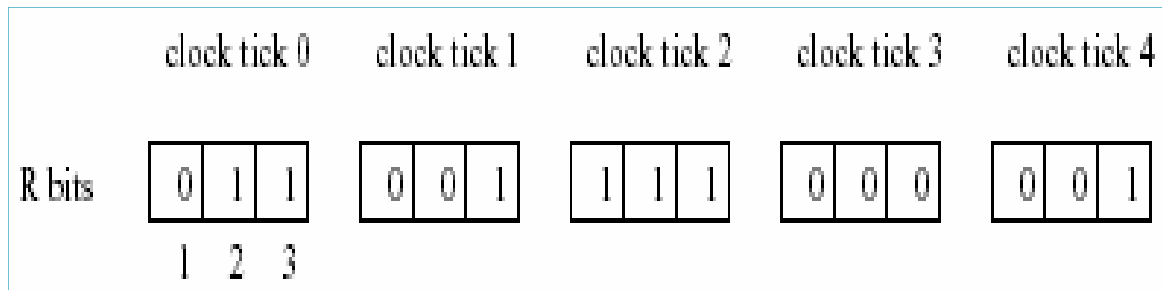 clock tick 0 clock tick 1 clock tick 2 clock tick 3 clock tick 4
R bits 0 1 1 0 0 1 1 1 1 0 0 0 0 0 1
1 2 3